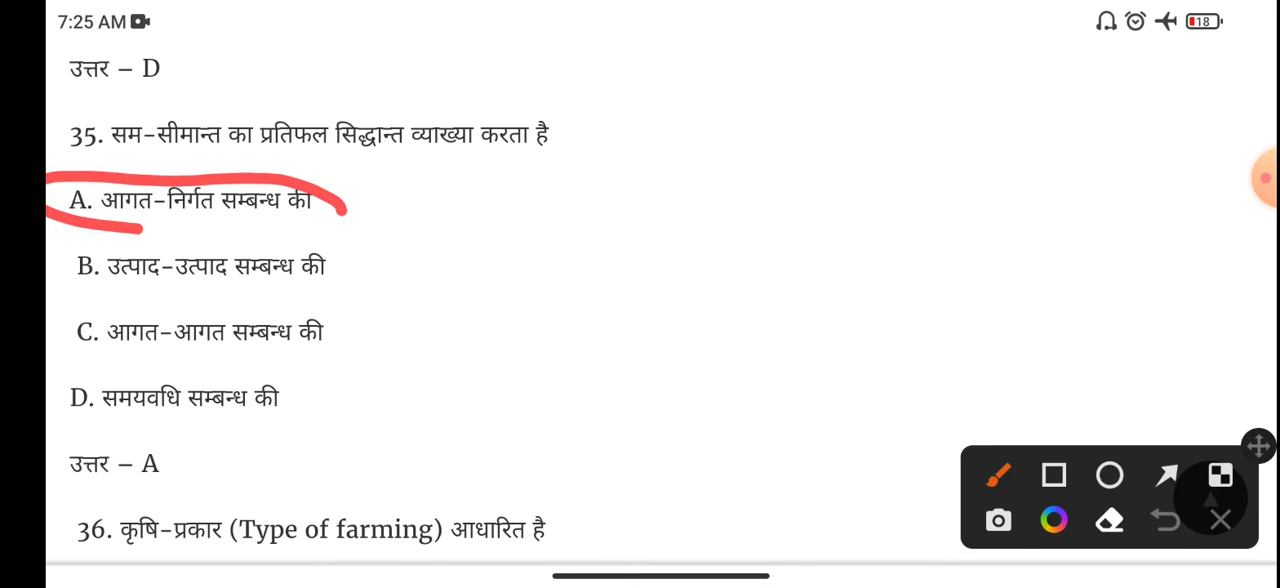 7:25 AM
18
उत्तर – D
35. सम-सीमान्त का प्रतिफल सिद्धान्त व्याख्या करता है
A. आगत-निर्गत सम्बन्ध की
B. उत्पाद-उत्पाद सम्बन्ध की
C. आगत-आगत सम्बन्ध की
D. समयवधि सम्बन्ध की
उत्तर – A
36. कृषि-प्रकार (Type of farming) आधारित है